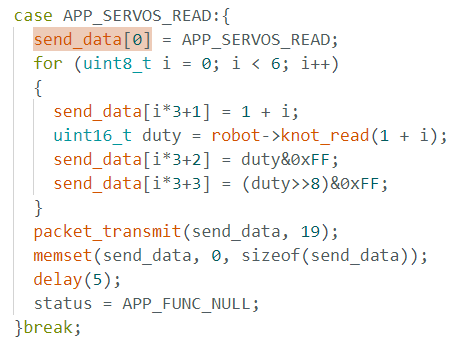 case APP_SERVOS_READ:{
send_data[0] = APP_SERVOS_READ;
for (uint8_t i = 0; i < 6; i++)
{
send_data[i*3+1] = 1 + i;
uint16_t duty = robot->knot_read(1 + i);
send_data[i*3+2] = duty&0xFF;
send_data[i*3+3] = (duty>>8)&0xFF;
}
packet_transmit(send_data, 19);
memset(send_data, 0, sizeof(send_data));
delay(5);
status = APP_FUNC_NULL;
}break;